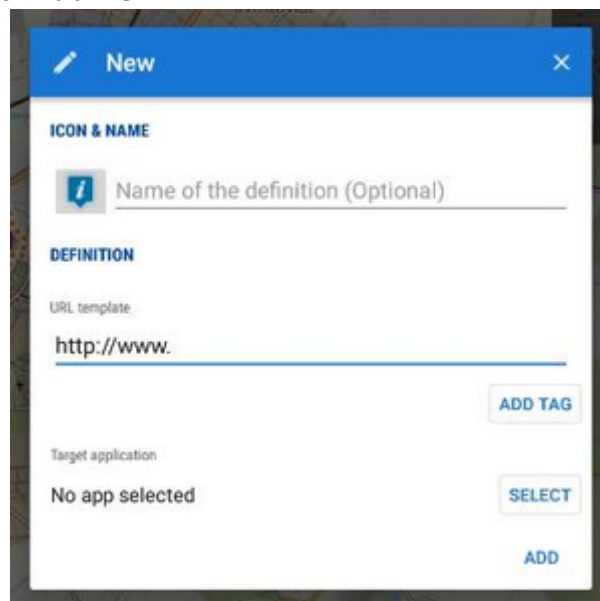 New
ICON & NAME
Name of the definition (Optional)
DEFINITION
URL template
http://www.
ADD TAG
Target application
No app selected
SELECT
ADD